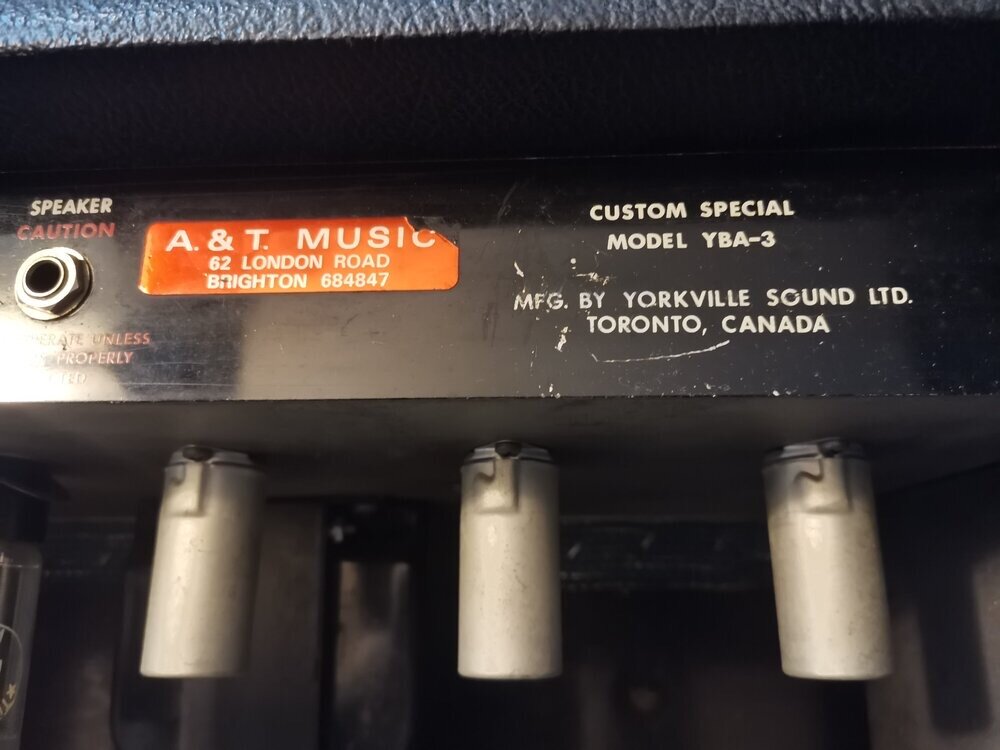 SPEAKER
CAUTION
A. & T. MUSIC
62 LONDON ROAD
BRIGHTON 684847
UNLESS
PROPERLY
CUSTOM SPECIAL
MODEL YBA-3
MFG. BY YORKVILLE SOUND LTD.
TORONTO, CANADA